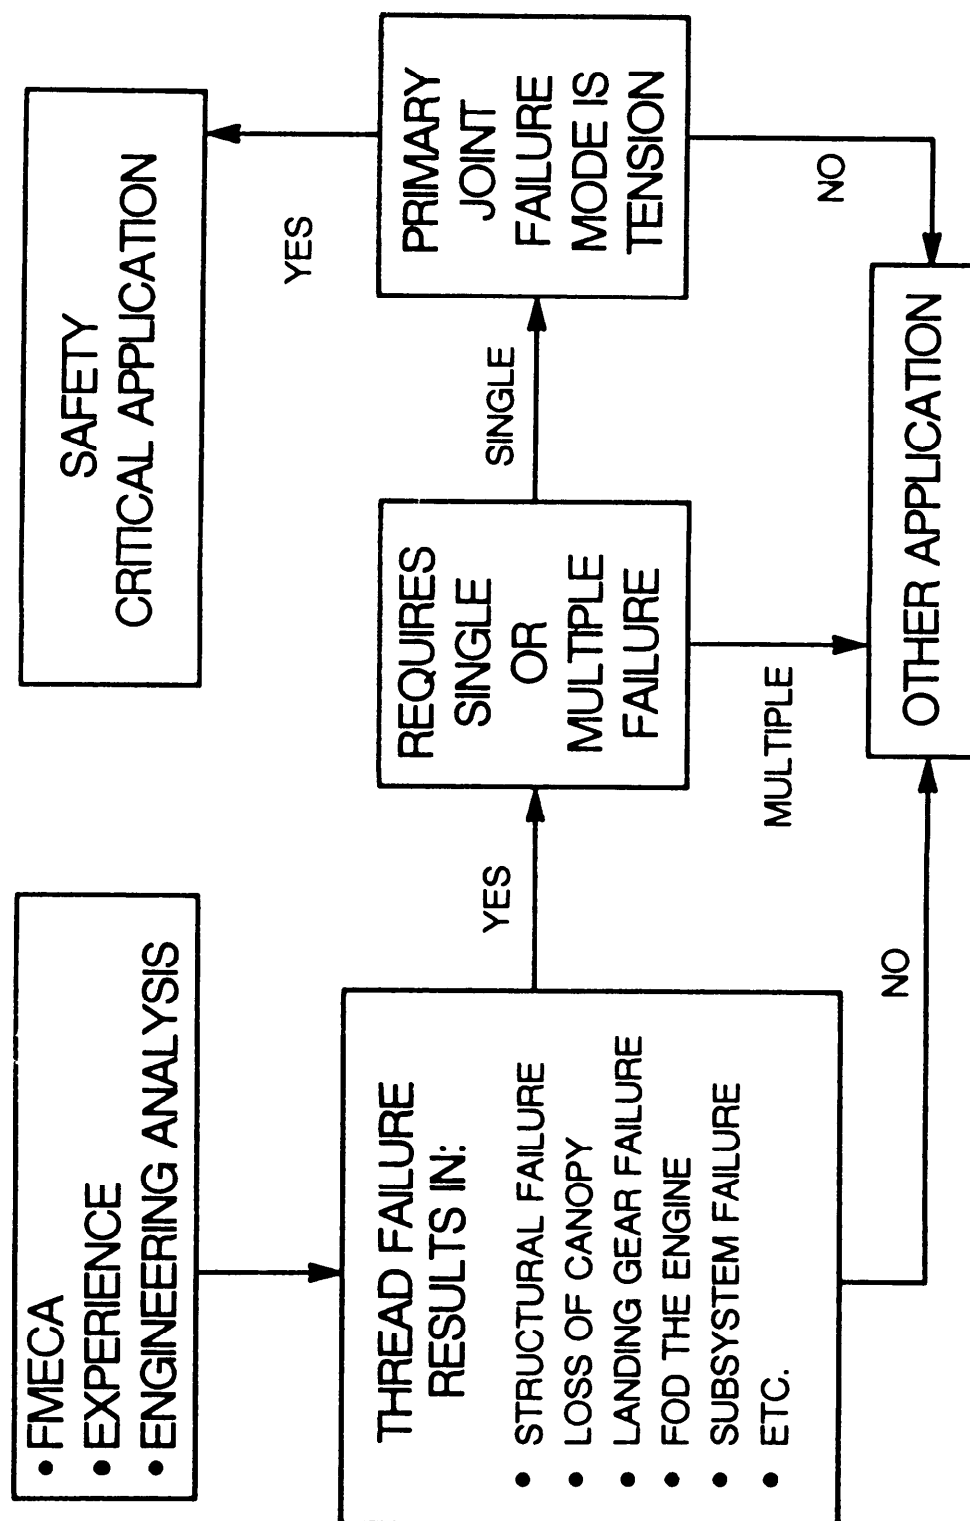 • FMECA
• EXPERIENCE
• ENGINEERING ANALYSIS
SAFETY
CRITICAL APPLICATION
THREAD FAILURE
RESULTS IN:
• STRUCTURAL FAILURE
• LOSS OF CANOPY
• LANDING GEAR FAILURE
• FOD THE ENGINE
• SUBSYSTEM FAILURE
• ETC.
YES
REQUIRES
SINGLE
OR
MULTIPLE
FAILURE
SINGLE
PRIMARY
JOINT
FAILURE
MODE IS
TENSION
YES
NO
MULTIPLE
NO
OTHER APPLICATION